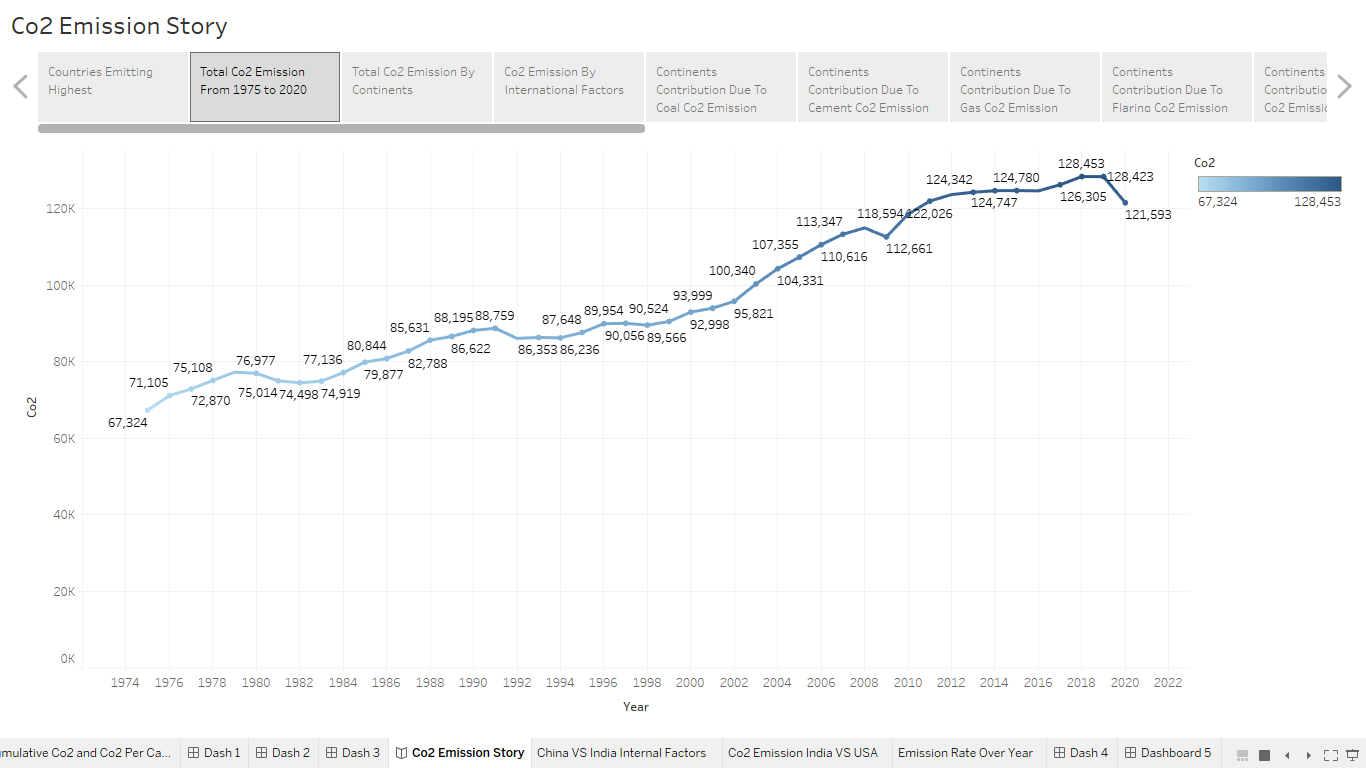 Co2 Emission Story
Countries Emitting
Highest
Total Co2 Emission
From 1975 to 2020
Total Co2 Emission By
Continents
Co2 Emission By
International Factors
Continents
Contribution Due To
Coal Co2 Emission
Continents
Contribution Due To
Cement Co2 Emission
Continents
Contribution Due To
Gas Co2 Emission
Continents
Contribution Due To
Flaring Co2 Emission
Continents
Contributio
Co2 Emissic
Co2
67,324 128,453
120K
100K
80K
60K
40K
20K
0K
Co2
67,324
71,105
72,870
75,108
76,977
75,014
74,498
74,919
77,136
79,877
80,844
82,788
85,631
86,622
88,195
88,759
86,353
86,236
87,648
89,954
90,056
90,524
89,566
92,998
93,999
95,821
100,340
104,331
107,355
110,616
113,347
112,661
118,594
122,026
124,342
124,747
124,780
126,305
128,453
128,423
121,593
1974 1976 1978 1980 1982 1984 1986 1988 1990 1992 1994 1996 1998 2000 2002 2004 2006 2008 2010 2012 2014 2016 2018 2020 2022
Year
mulative Co2 and Co2 Per Ca... Dash 1 Dash 2 Dash 3 Co2 Emission Story China VS India Internal Factors Co2 Emission India VS USA Emission Rate Over Year Dash 4 Dashboard 5